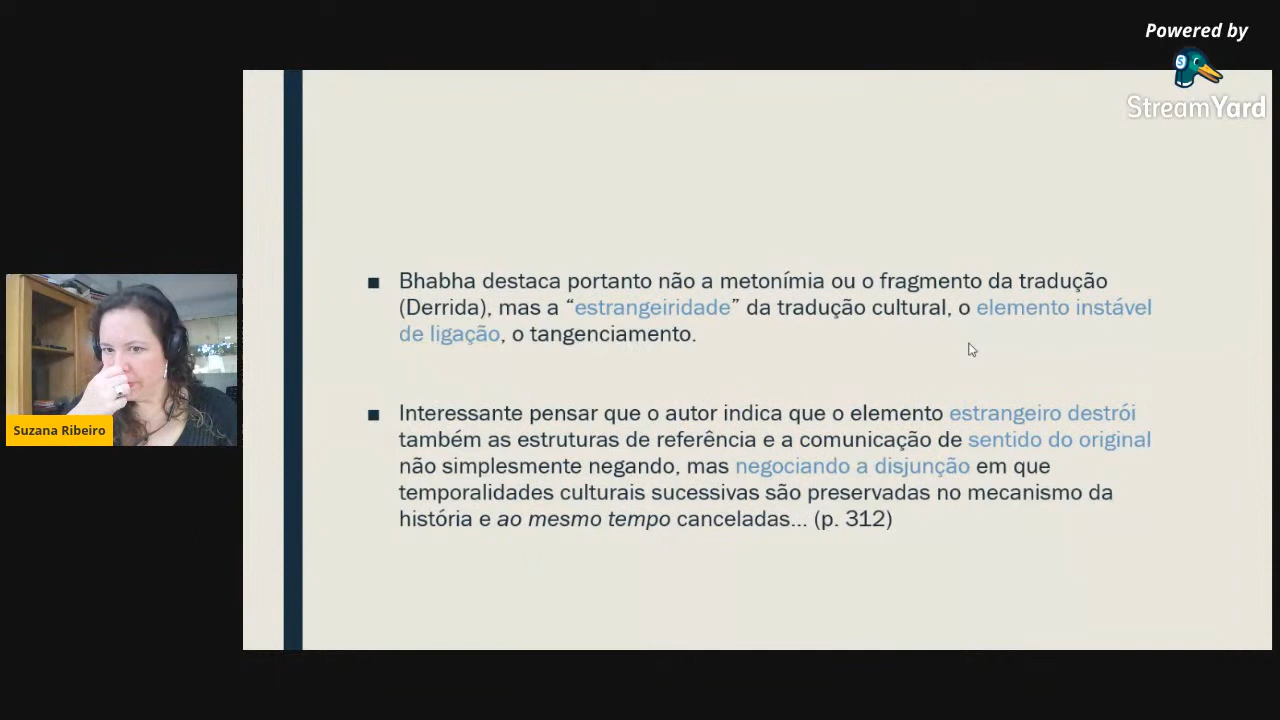 Powered by
StreamYard
■ Bhabha destaca portanto não a metonímia ou o fragmento da tradução
(Derrida), mas a “estrangeiridade” da tradução cultural, o elemento instável
de ligação, o tangenciamento.
■ Interessante pensar que o autor indica que o elemento estrangeiro destrói
também as estruturas de referência e a comunicação de sentido do original
não simplesmente negando, mas negociando a disjunção em que
temporalidades culturais sucessivas são preservadas no mecanismo da
história e ao mesmo tempo canceladas... (p. 312)
Suzana Ribeiro